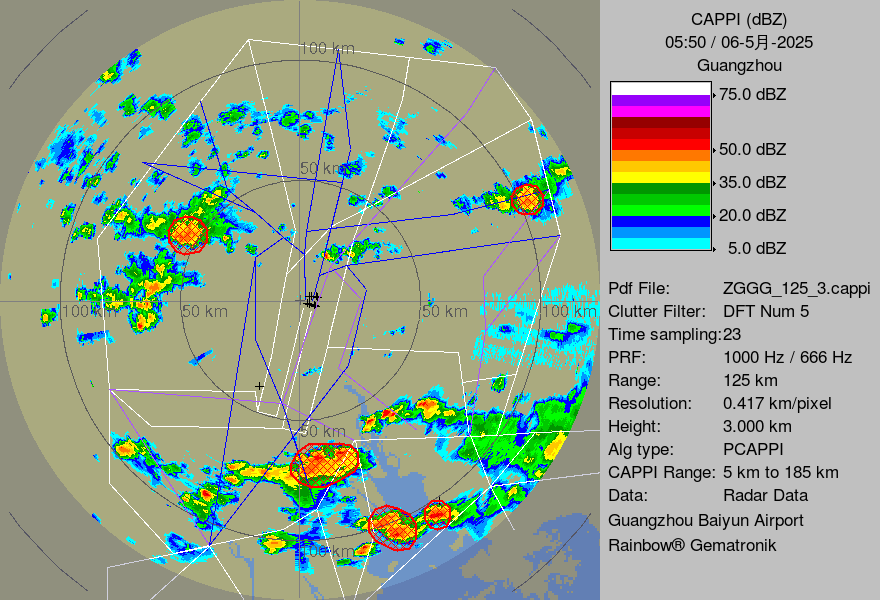 CAPPI (dBZ)
05:50 / 06-5月-2025
Guangzhou
75.0 dBZ
50.0 dBZ
35.0 dBZ
20.0 dBZ
5.0 dBZ
Pdf File: ZGGG_125_3.cappi
Clutter Filter: DFT Num 5
Time sampling:23
PRF: 1000 Hz / 666 Hz
Range: 125 km
Resolution: 0.417 km/pixel
Height: 3.000 km
Alg type: PCAPPI
CAPPI Range: 5 km to 185 km
Data: Radar Data
Guangzhou Baiyun Airport
Rainbow® Gematronik
100 km
50 km
100 km
50 km
50 km
100 km
50 km
100 km